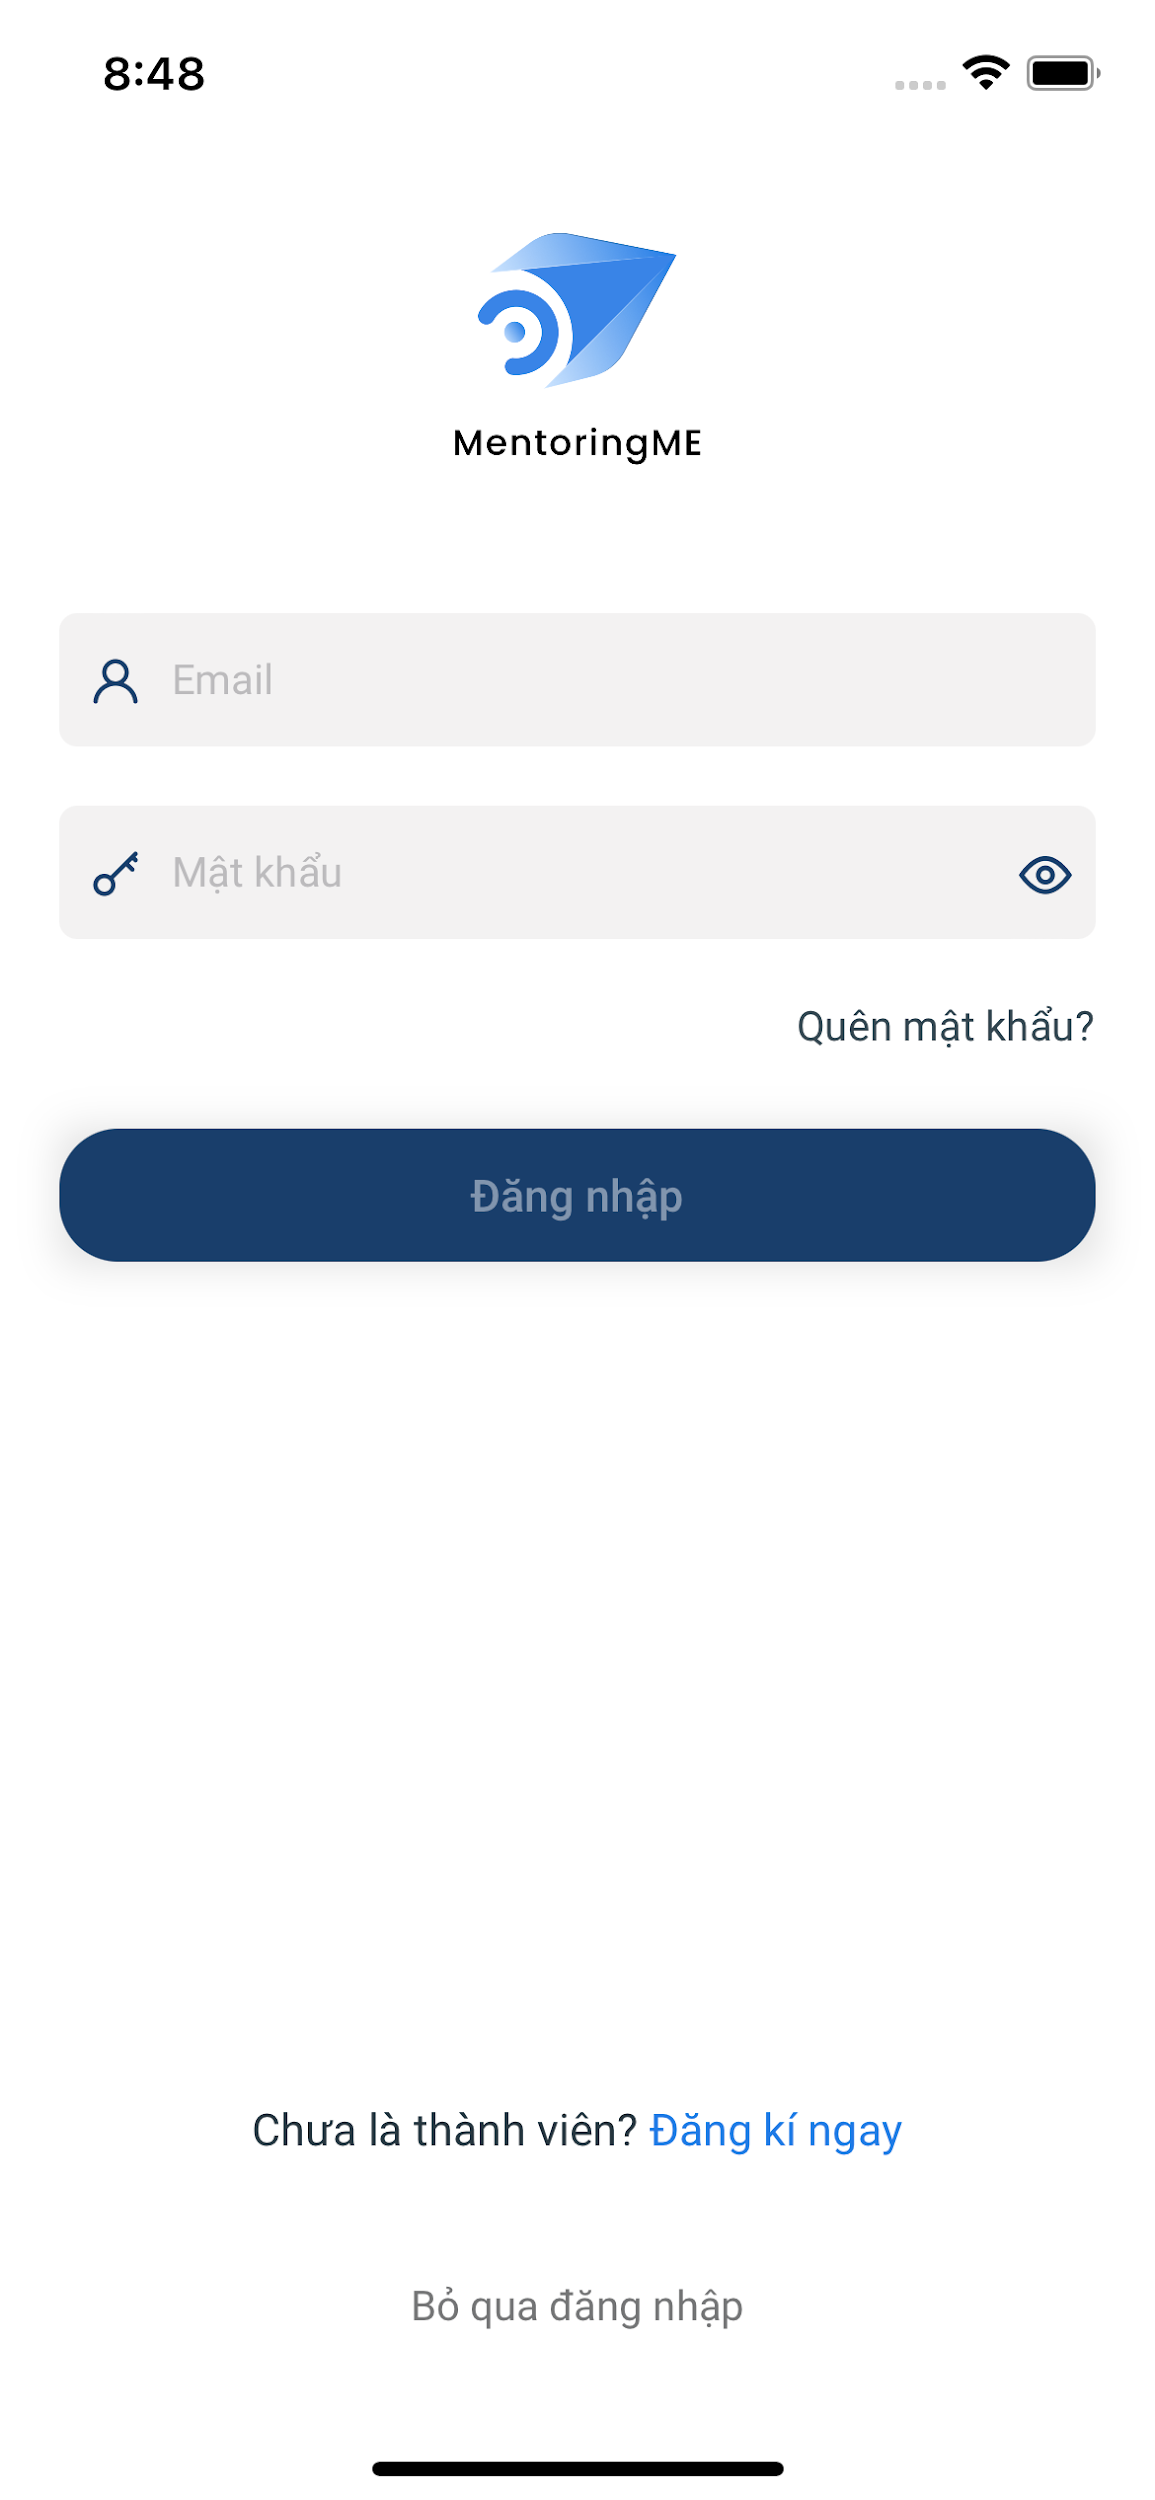 8:48
MentoringME
Email
Mật khẩu
Quên mật khẩu?
Đăng nhập
Chưa là thành viên? Đăng kí ngay
Bỏ qua đăng nhập